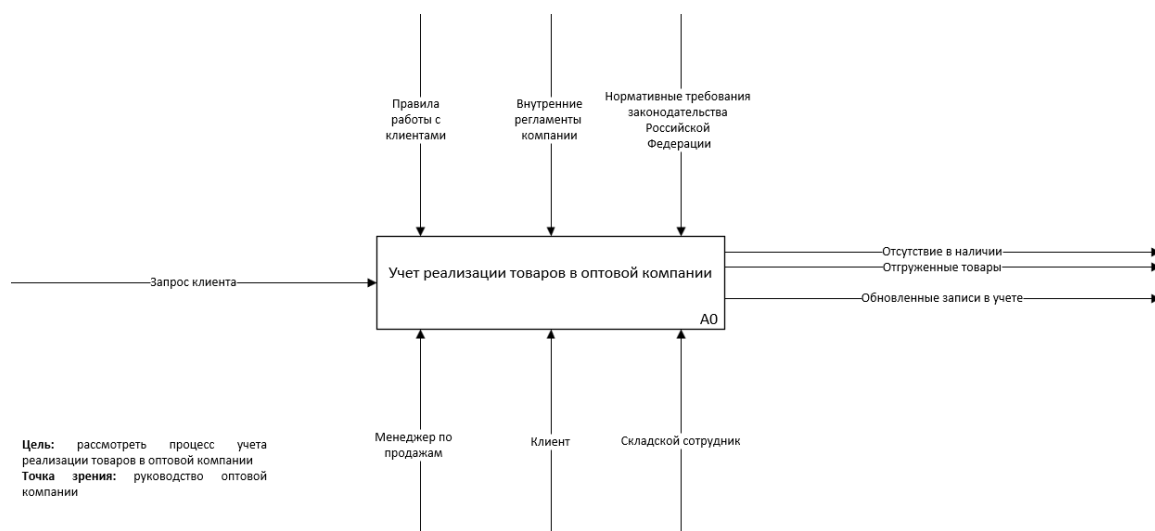 Правила
работы с
клиентами
Внутренние
регламенты
компании
Нормативные требования
законодательства
Российской
Федерации
Учет реализации товаров в оптовой компании
A0
Запрос клиента
Отсутствие в наличии
Отгруженные товары
Обновленные записи в учете
Менеджер по
продажам
Клиент
Складской сотрудник
Цель: рассмотреть процесс учета
реализации товаров в оптовой компании
Точка зрения: руководство оптовой
компании